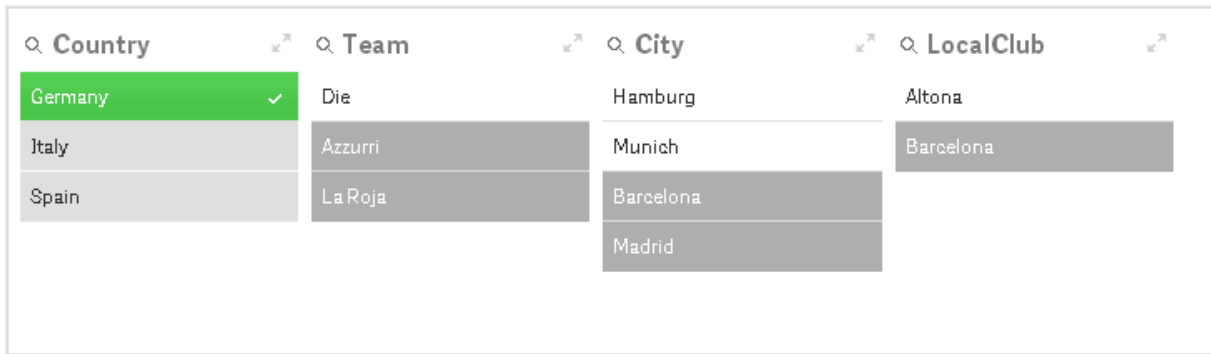 Country Team City LocalClub
Germany Die Hamburg Altona
Italy Azzurri Munich Barcelona
Spain La Roja Barcelona
Madrid